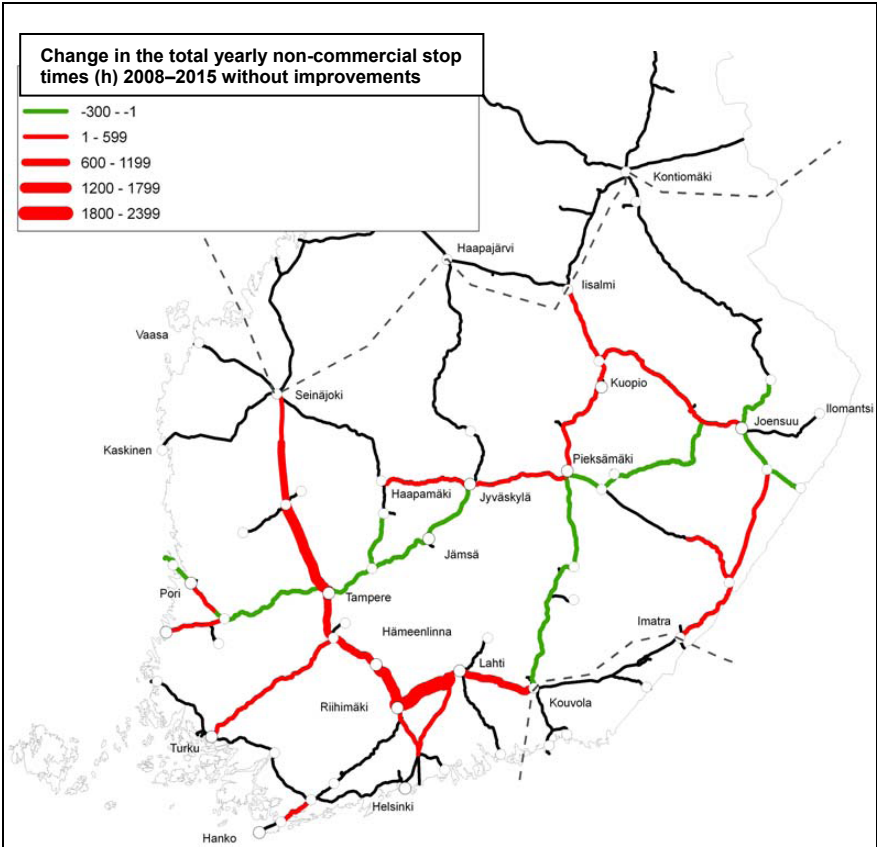 Change in the total yearly non-commercial stop
times (h) 2008–2015 without improvements
-300 - -1
1 - 599
600 - 1199
1200 - 1799
1800 - 2399
Kontiomäki
Haapajärvi
Iisalmi
Vaasa
Kuopio
Seinäjoki
Ilomantsi
Joensuu
Kaskinen
Pieksämäki
Haapamäki
Jyväskylä
Jämsä
Pori
Tampere
Imatra
Hämeenlinna
Lahti
Kouvola
Riihimäki
Turku
Helsinki
Hanko